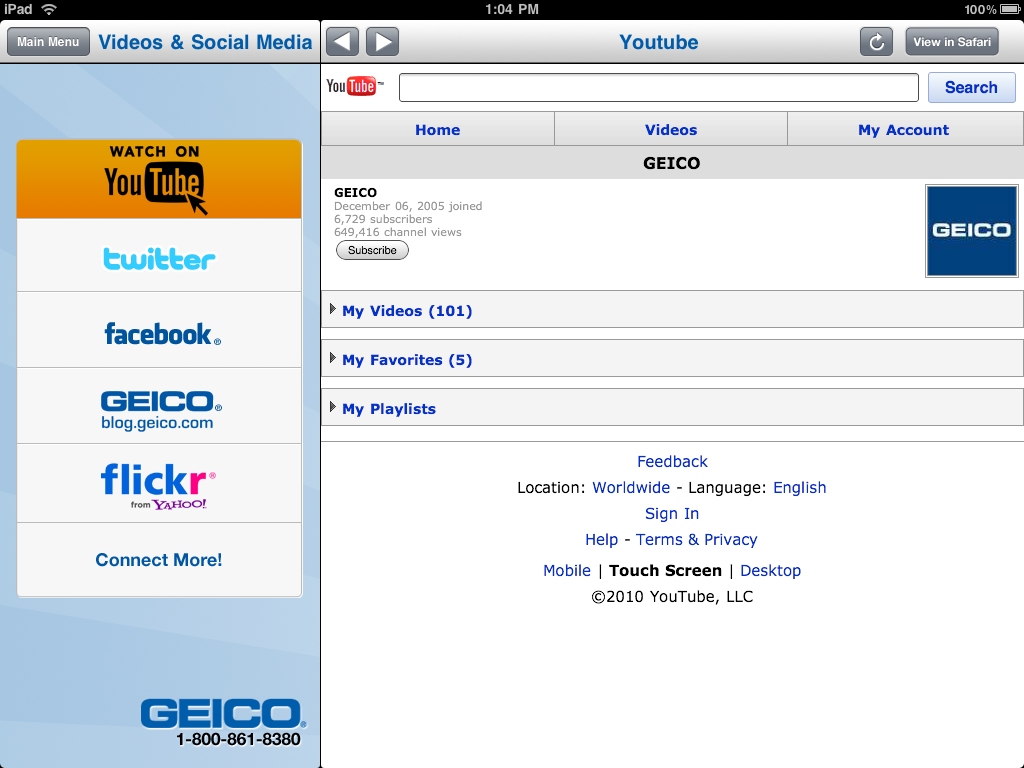 iPad 1:04 PM 100%
Main Menu Videos & Social Media
WATCH ON
YouTube
twitter
facebook®
GEICO®
blog.geico.com
flickr®
from YAHOO!
Connect More!
GEICO®
1-800-861-8380
Youtube View in Safari
YouTube™ Search
Home Videos My Account
GEICO
GEICO
December 06, 2005 joined
6,729 subscribers
649,416 channel views
Subscribe
GEICO
My Videos (101)
My Favorites (5)
My Playlists
Feedback
Location: Worldwide - Language: English
Sign In
Help - Terms & Privacy
Mobile | Touch Screen | Desktop
©2010 YouTube, LLC